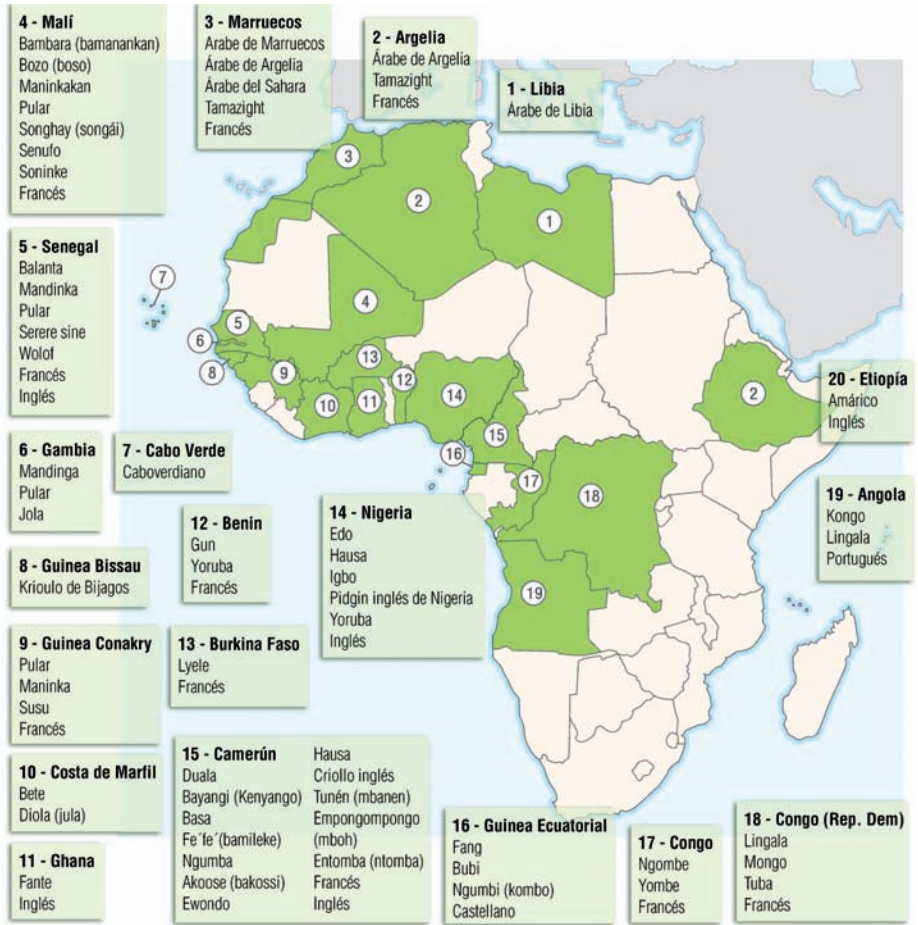 4 - Malí
Bambara (bamanankan)
Bozo (boso)
Maninkakan
Pular
Songhay (songái)
Senufo
Soninke
Francés
3 - Marruecos
Árabe de Marruecos
Árabe de Argelia
Árabe del Sahara
Tamazight
Francés
2 - Argelia
Árabe de Argelia
Tamazight
Francés
1 - Libia
Árabe de Libia
5 - Senegal
Balanta
Mandinka
Pular
Serere sine
Wolof
Francés
Inglés
6 - Gambia
Mandinga
Pular
Jola
7 - Cabo Verde
Caboverdiano
8 - Guinea Bissau
Krioulo de Bijagos
9 - Guinea Conakry
Pular
Maninka
Susu
Francés
10 - Costa de Marfil
Bete
Diola (jula)
11 - Ghana
Fante
Inglés
12 - Benin
Gun
Yoruba
Francés
13 - Burkina Faso
Lyele
Francés
14 - Nigeria
Edo
Hausa
Igbo
Pidgin inglés de Nigeria
Yoruba
Inglés
15 - Camerún
Duala
Bayangi (Kenyango)
Basa
Fe´fe´(bamileke)
Ngumba
Akoose (bakossi)
Ewondo
Hausa
Criollo inglés
Tunén (mbanen)
Empongompongo
(mboh)
Entomba (ntomba)
Francés
Inglés
16 - Guinea Ecuatorial
Fang
Bubi
Ngumbi (kombo)
Castellano
17 - Congo
Ngombe
Yombe
Francés
18 - Congo (Rep. Dem)
Lingala
Mongo
Tuba
Francés
19 - Angola
Kongo
Lingala
Portugués
20 - Etiopía
Amárico
Inglés
3
2
1
7
4
5
6
13
8
9
12
14
2
10
11
15
16
17
18
19